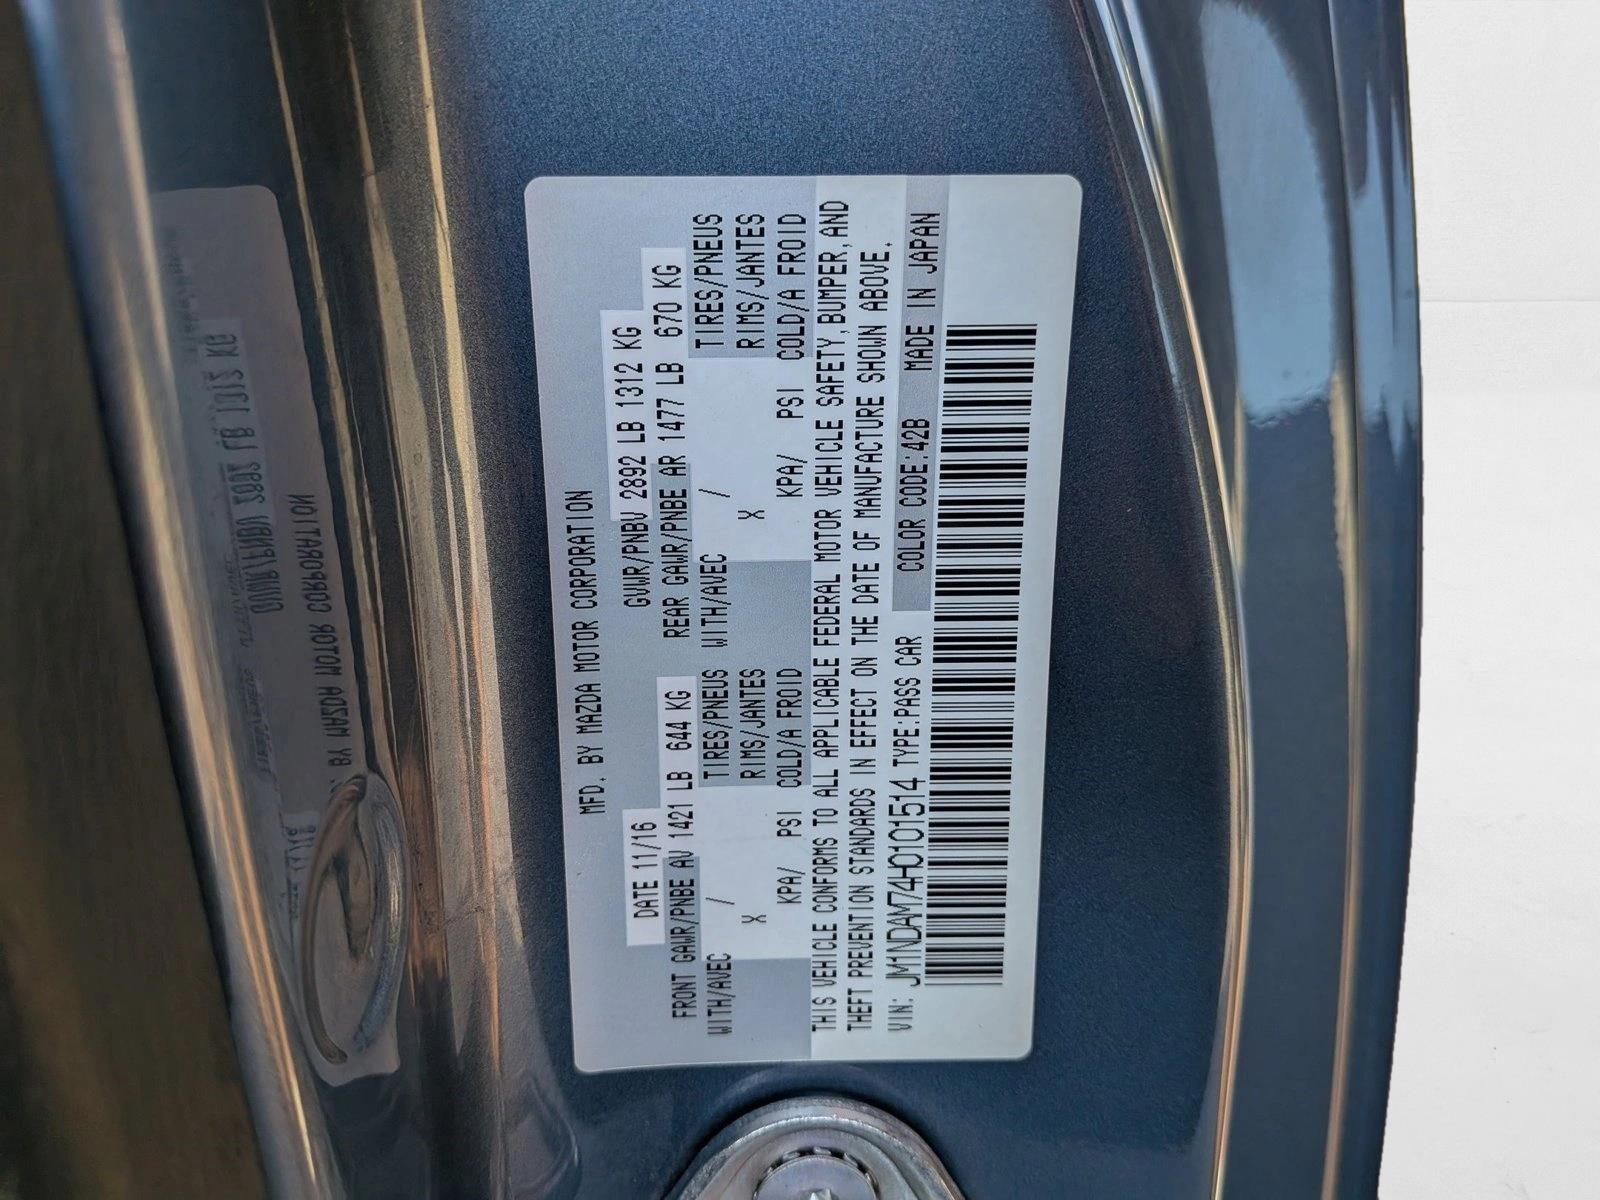 MFD. BY MAZDA MOTOR CORPORATION
DATE 11/16 GVWR/PNBV 2892 LB 1312 KG
FRONT GAWR/PNBE AV 1421 LB 644 KG REAR GAWR/PNBE AR 1477 LB 670 KG
WITH/AVEC / TIRES/PNEUS WITH/AVEC / TIRES/PNEUS
X RIMS/JANTES X RIMS/JANTES
KPA/ PSI COLD/A FROID KPA/ PSI COLD/A FROID
THIS VEHICLE CONFORMS TO ALL APPLICABLE FEDERAL MOTOR VEHICLE SAFETY, BUMPER, AND
THEFT PREVENTION STANDARDS IN EFFECT ON THE DATE OF MANUFACTURE SHOWN ABOVE.
VIN: JM1NDAM74H0101514 TYPE:PASS CAR COLOR CODE:42B MADE IN JAPAN